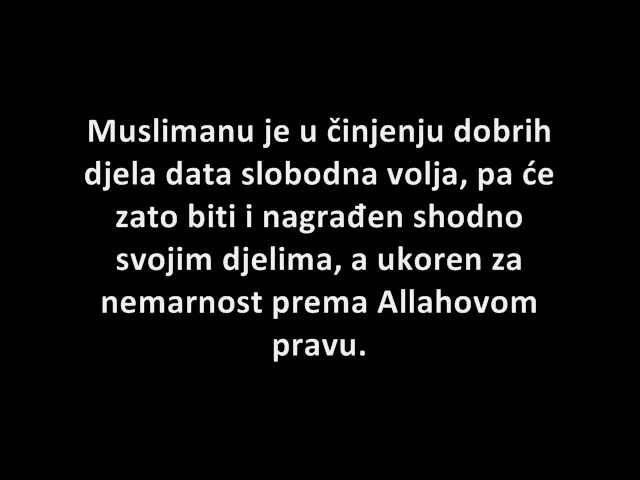 Muslimanu je u činjenju dobrih
djela data slobodna volja, pa će
zato biti i nagrađen shodno
svojim djelima, a ukoren za
nemarnost prema Allahovom
pravu.